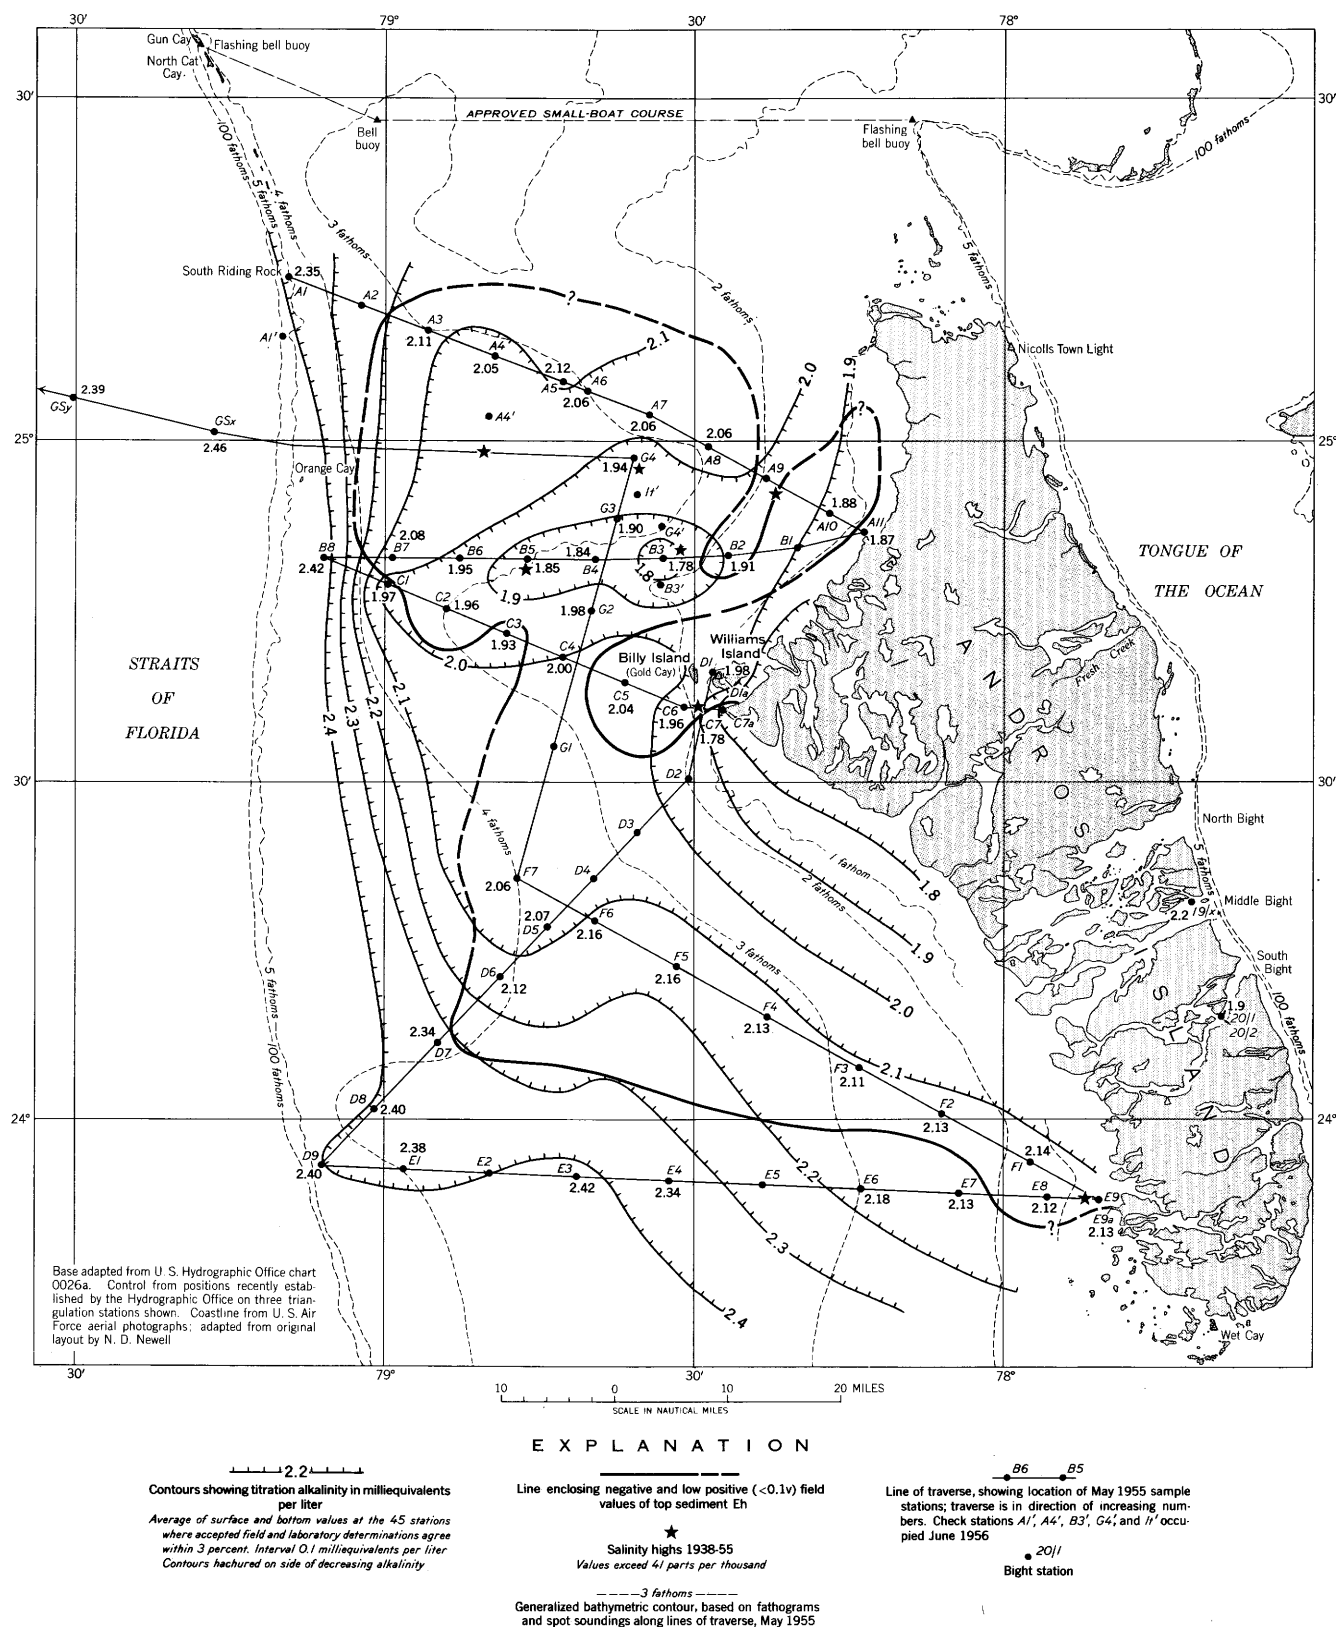 30′
79°
30′
78°
Gun Cay
Flashing bell buoy
North Cat
Cay
30′
30′
APPROVED SMALL-BOAT COURSE
Bell
buoy
Flashing
bell buoy
100 fathoms
100 fathoms
5 fathoms
4 fathoms
3 fathoms
5 fathoms
2 fathoms
South Riding Rock
2.35
A1
A2
?
A3
2.11
A1′
A4
2.05
2.1
2.12
A5
A6
2.06
Nicolls Town Light
2.0
1.9
2.39
GSy
A4′
A7
2.06
?
GSx
2.46
25°
25°
2.06
A8
Orange Cay
1.94
G4
A9
It′
1.88
A10
A11
1.87
G3
1.90
G4′
2.08
B8
2.42
B7
B6
1.95
B5
1.85
1.84
B4
B3
1.78
B2
1.91
B1
TONGUE OF
THE OCEAN
1.8
B3′
C1
1.97
1.9
C2
1.96
1.98
G2
C3
1.93
Fresh Creek
STRAITS
OF
FLORIDA
2.0
C4
2.00
Billy Island
(Gold Cay)
Williams
Island
D1
1.98
D1a
C5
2.04
C6
1.96
C7
1.78
C7a
2.1
2.2
2.3
2.4
G1
ANDROS
ISLAND
30′
30′
D2
4 fathoms
D3
North Bight
1 fathom
2 fathoms
5 fathoms
F7
2.06
D4
1.8
Middle Bight
2.2
19/x
2.07
D5
F6
2.16
1.9
3 fathoms
South
Bight
D6
2.12
F5
2.16
5 fathoms
100 fathoms
2.0
F4
2.13
1.9
20/1
20/2
100 fathoms
2.34
D7
F3
2.11
2.1
D8
2.40
F2
2.13
24°
24°
D9
2.40
2.38
E1
E2
E3
2.42
E4
2.34
E5
2.2
E6
2.18
E7
2.13
2.14
F1
E8
2.12
E9
E9a
2.13
?
2.3
2.4
Base adapted from U. S. Hydrographic Office chart
0026a. Control from positions recently estab-
lished by the Hydrographic Office on three trian-
gulation stations shown. Coastline from U. S. Air
Force aerial photographs; adapted from original
layout by N. D. Newell
Wet Cay
30′
79°
30′
78°
10 0 10 20 MILES
SCALE IN NAUTICAL MILES
EXPLANATION
2.2
Contours showing titration alkalinity in milliequivalents
per liter
Average of surface and bottom values at the 45 stations
where accepted field and laboratory determinations agree
within 3 percent. Interval 0.1 milliequivalents per liter
Contours hachured on side of decreasing alkalinity
Line enclosing negative and low positive (<0.1v) field
values of top sediment Eh
Salinity highs 1938-55
Values exceed 41 parts per thousand
3 fathoms
Generalized bathymetric contour, based on fathograms
and spot soundings along lines of traverse, May 1955
B6 B5
Line of traverse, showing location of May 1955 sample
stations; traverse is in direction of increasing num-
bers. Check stations A1′, A4′, B3′, G4′, and It′ occu-
pied June 1956
20/1
Bight station